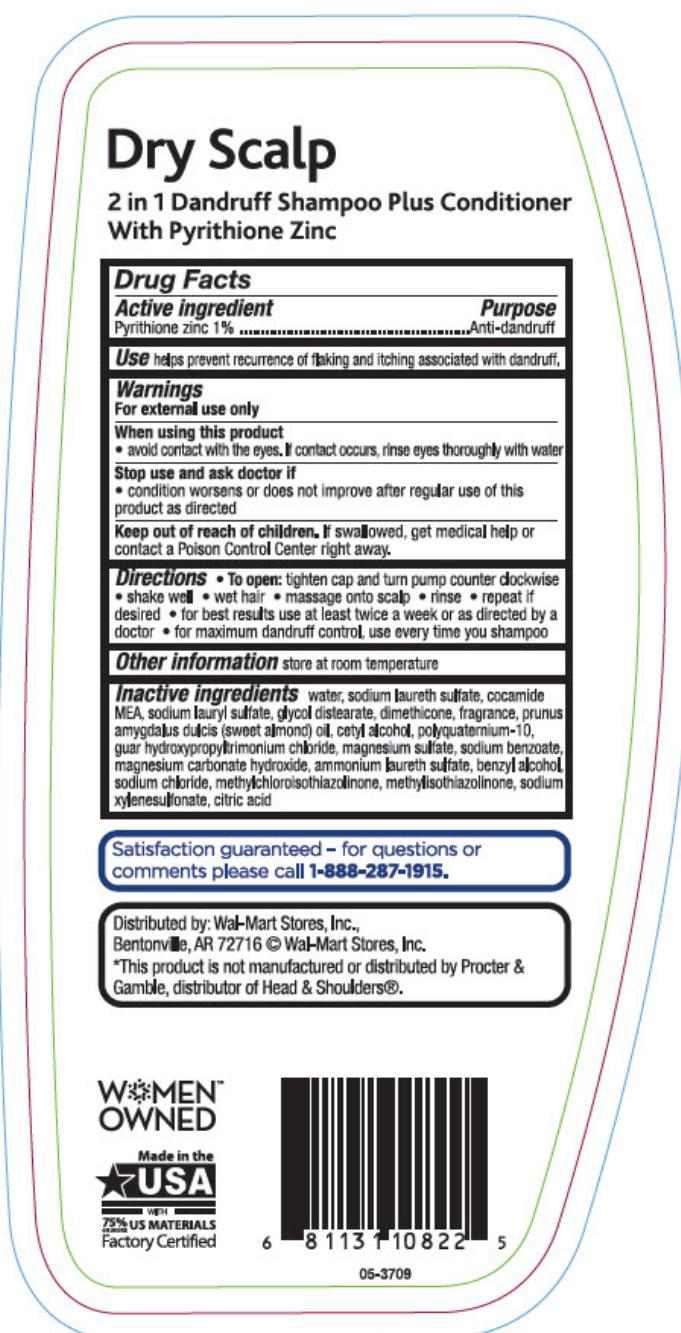 Dry Scalp
2 in 1 Dandruff Shampoo Plus Conditioner
With Pyrithione Zinc
Drug Facts
Active ingredient Purpose
Pyrithione zinc 1% ........................................................Anti-dandruff
Use helps prevent recurrence of flaking and itching associated with dandruff.
Warnings
For external use only
When using this product
• avoid contact with the eyes. If contact occurs, rinse eyes thoroughly with water
Stop use and ask doctor if
• condition worsens or does not improve after regular use of this
product as directed
Keep out of reach of children. If swallowed, get medical help or
contact a Poison Control Center right away.
Directions • To open: tighten cap and turn pump counter clockwise
• shake well • wet hair • massage onto scalp • rinse • repeat if
desired • for best results use at least twice a week or as directed by a
doctor • for maximum dandruff control, use every time you shampoo
Other information store at room temperature
Inactive ingredients water, sodium laureth sulfate, cocamide
MEA, sodium lauryl sulfate, glycol distearate, dimethicone, fragrance, prunus
amygdalus dulcis (sweet almond) oil, cetyl alcohol, polyquaternium-10,
guar hydroxypropyltrimonium chloride, magnesium sulfate, sodium benzoate,
magnesium carbonate hydroxide, ammonium laureth sulfate, benzyl alcohol,
sodium chloride, methylchloroisothiazolinone, methylisothiazolinone, sodium
xylenesulfonate, citric acid
Satisfaction guaranteed – for questions or
comments please call 1-888-287-1915.
Distributed by: Wal-Mart Stores, Inc.,
Bentonville, AR 72716 © Wal-Mart Stores, Inc.
*This product is not manufactured or distributed by Procter &
Gamble, distributor of Head & Shoulders®.
WOMEN™
OWNED
Made in the
USA
WITH
75% US MATERIALS
Factory Certified
6 81131 10822 5
05-3709